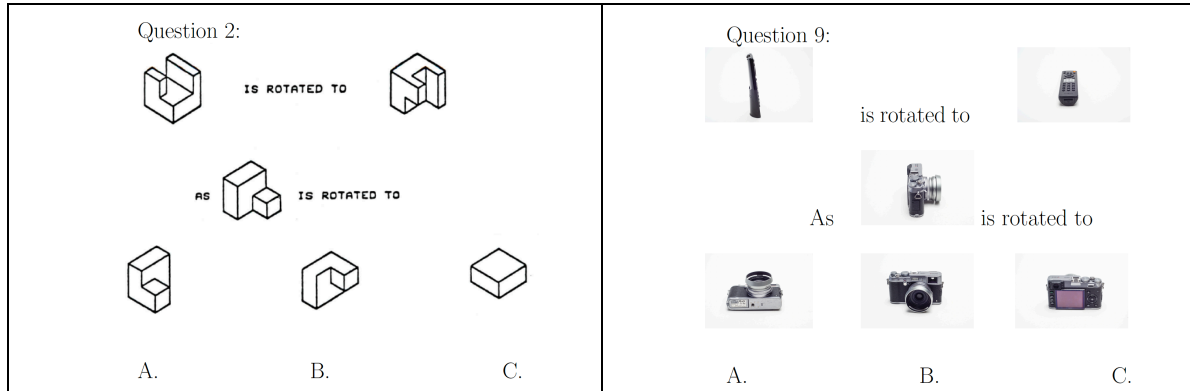 Question 2:
IS ROTATED TO
AS IS ROTATED TO
A. B. C.
Question 9:
is rotated to
As is rotated to
A. B. C.